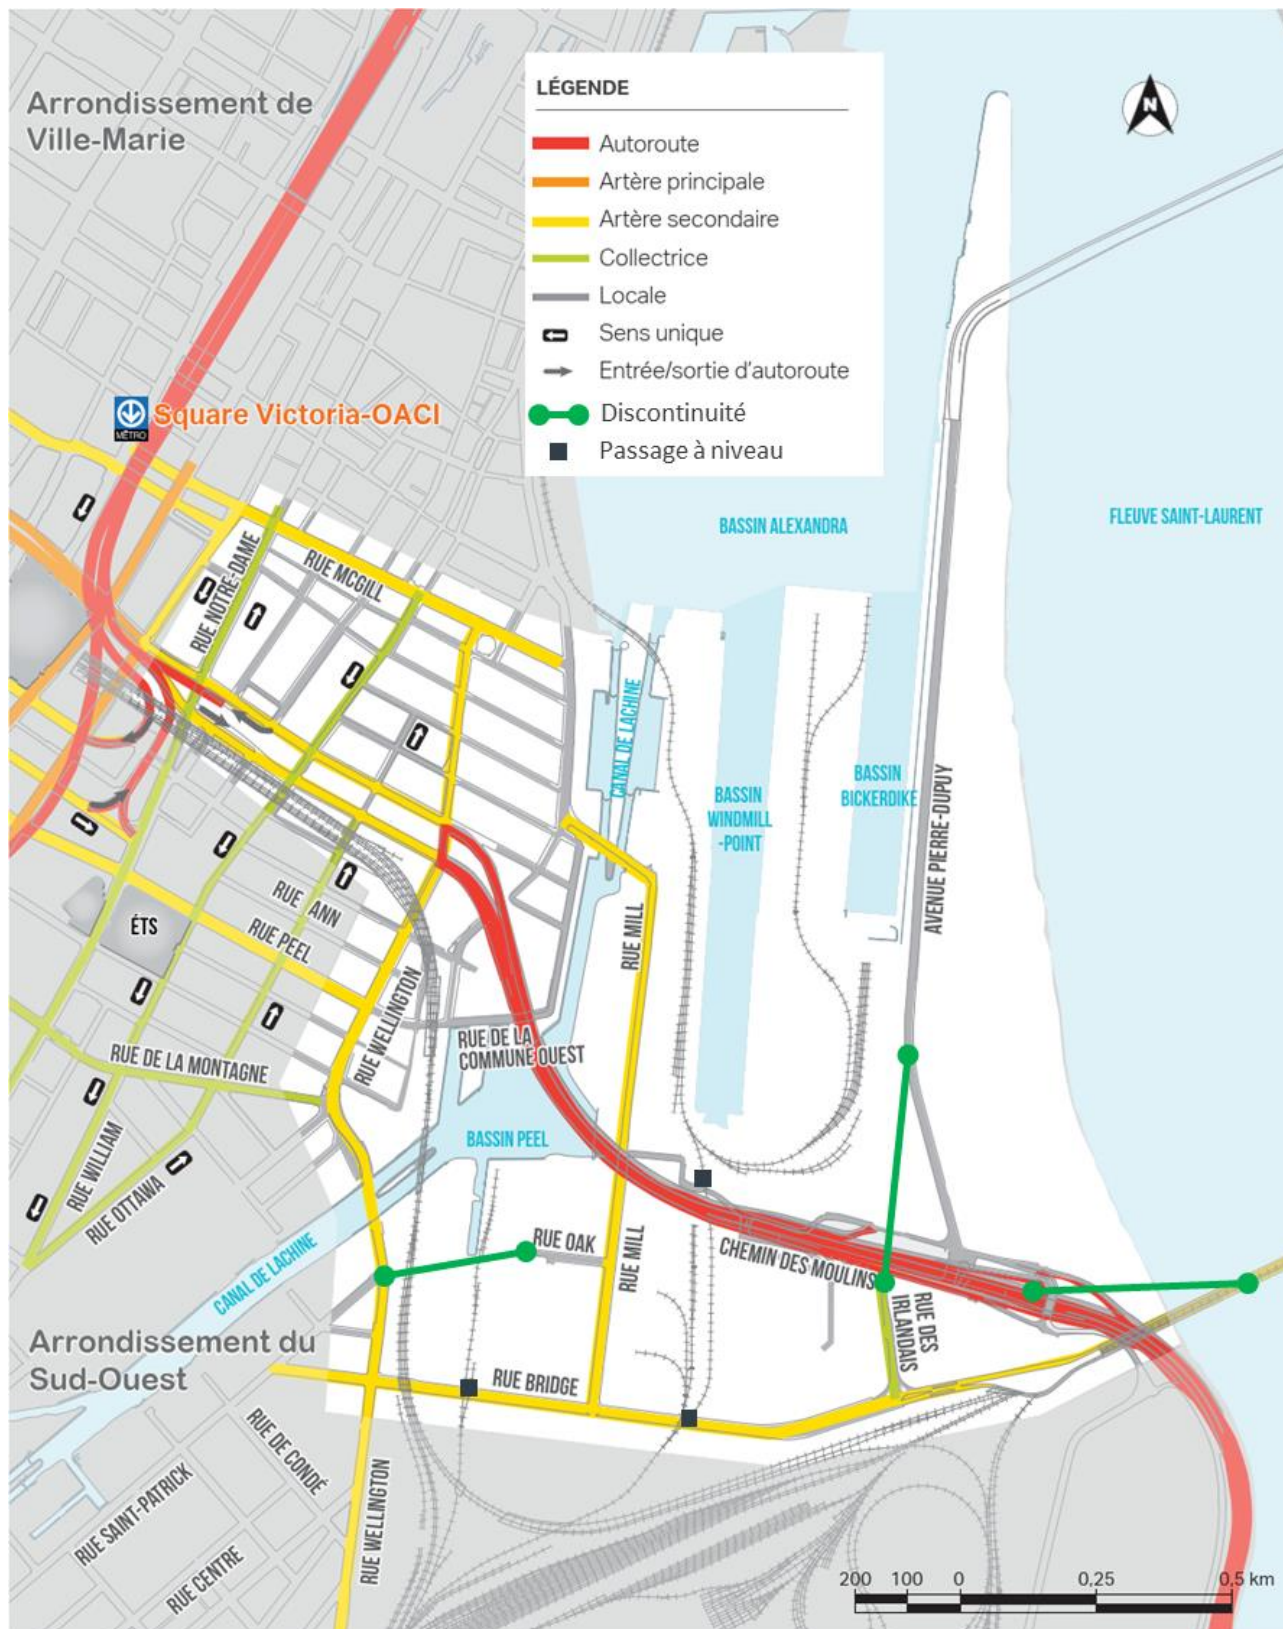 Arrondissement de
Ville-Marie
LÉGENDE
Autoroute
Artère principale
Artère secondaire
Collectrice
Locale
Sens unique
Entrée/sortie d'autoroute
Discontinuité
Passage à niveau
N
MÉTRO
Square Victoria-OACI
BASSIN ALEXANDRA
FLEUVE SAINT-LAURENT
RUE MCGILL
RUE NOTRE-DAME
CANAL DE LACHINE
BASSIN
WINDMILL
-POINT
BASSIN
BICKERDIKE
AVENUE PIERRE-DUPUY
RUE ANN
RUE PEEL
ÉTS
RUE MILL
RUE WELLINGTON
RUE DE LA
COMMUNE OUEST
RUE DE LA MONTAGNE
BASSIN PEEL
RUE WILLIAM
RUE OTTAWA
RUE OAK
RUE MILL
CHEMIN DES MOULINS
RUE DES
IRLANDAIS
CANAL DE LACHINE
Arrondissement du
Sud-Ouest
RUE BRIDGE
RUE DE CONDÉ
RUE SAINT-PATRICK
RUE CENTRE
RUE WELLINGTON
200 100 0 0,25 0,5 km